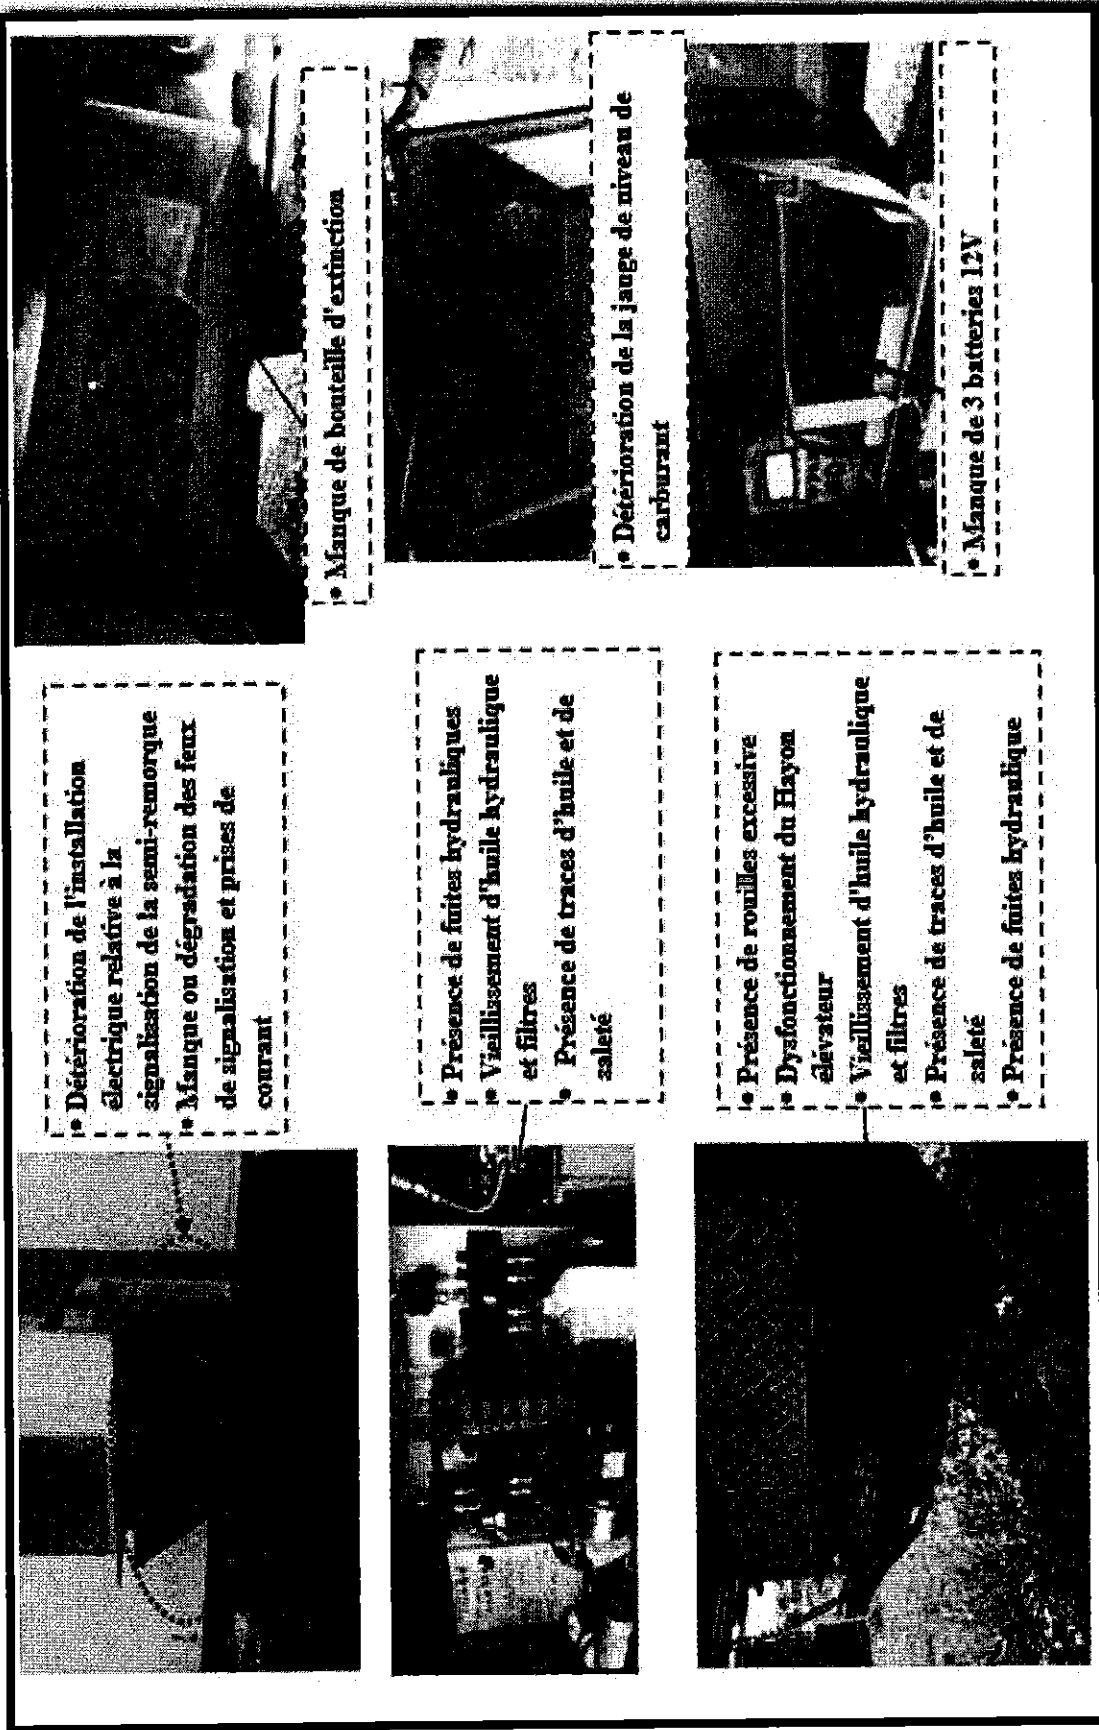 • Détérioration de l'installation
électrique relative à la
signalisation de la semi-remorque
• Manque ou dégradation des feux
de signalisation et prises de
courant
• Manque de bouteille d'extinction
• Présence de fuites hydrauliques
• Vieillissement d'huile hydraulique
et filtres
• Présence de traces d'huile et de
saleté
• Détérioration de la jauge de niveau de
carburant
• Présence de rouilles excessive
• Dysfonctionnement du Hayon
élévateur
• Vieillissement d'huile hydraulique
et filtres
• Présence de traces d'huile et de
saleté
• Présence de fuites hydraulique
• Manque de 3 batteries 12V